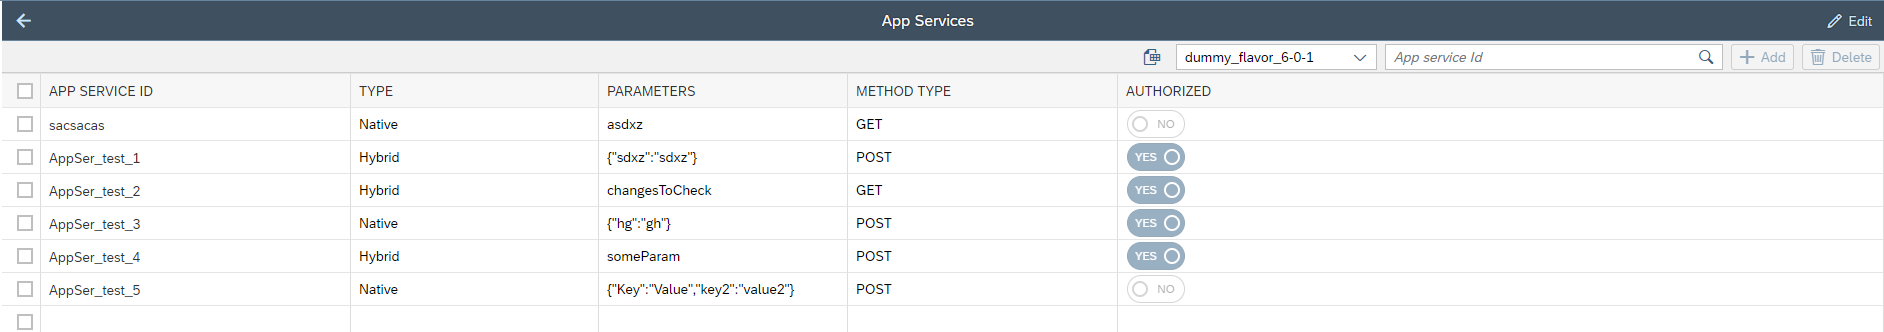 App Services
Edit
dummy_flavor_6-0-1 App service Id Add Delete
APP SERVICE ID TYPE PARAMETERS METHOD TYPE AUTHORIZED
sacsacas Native asdxz GET NO
AppSer_test_1 Hybrid {"sdxz":"sdxz"} POST YES
AppSer_test_2 Hybrid changesToCheck GET YES
AppSer_test_3 Native {"hg":"gh"} POST YES
AppSer_test_4 Hybrid someParam POST YES
AppSer_test_5 Native {"Key":"Value","key2":"value2"} POST NO